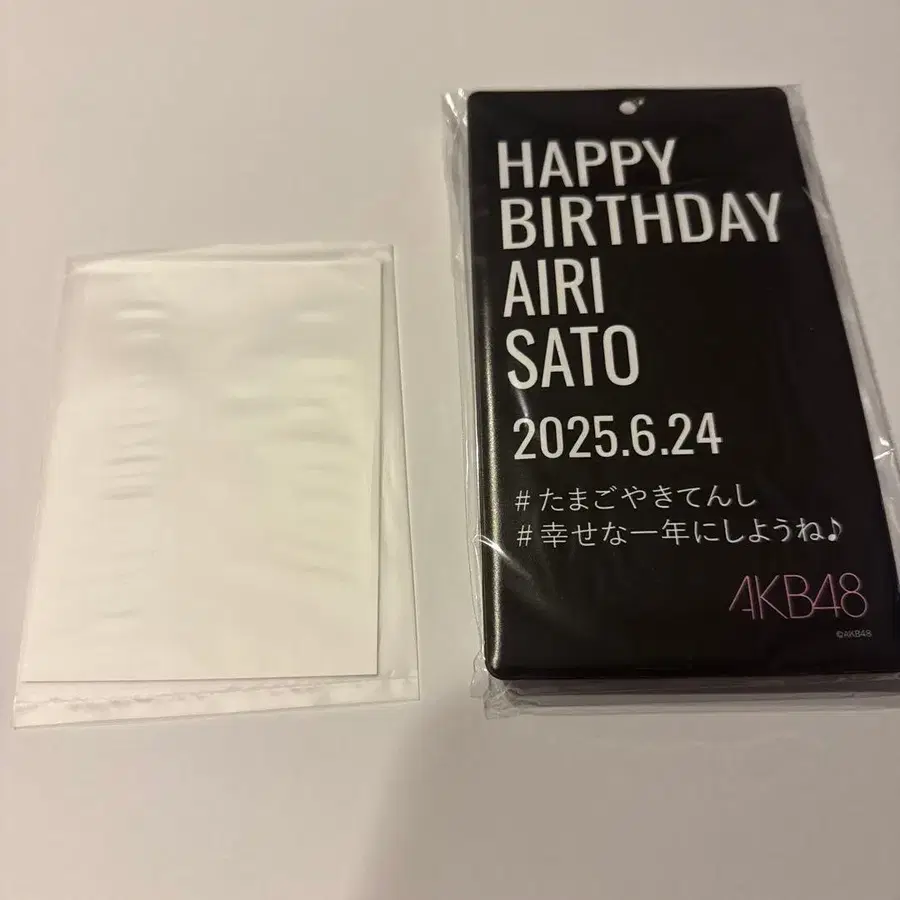 HAPPY
BIRTHDAY
AIRI
SATO
2025.6.24
#たまごやきてんし
#幸せな一年にしようね♪
AKB48
©AKB48